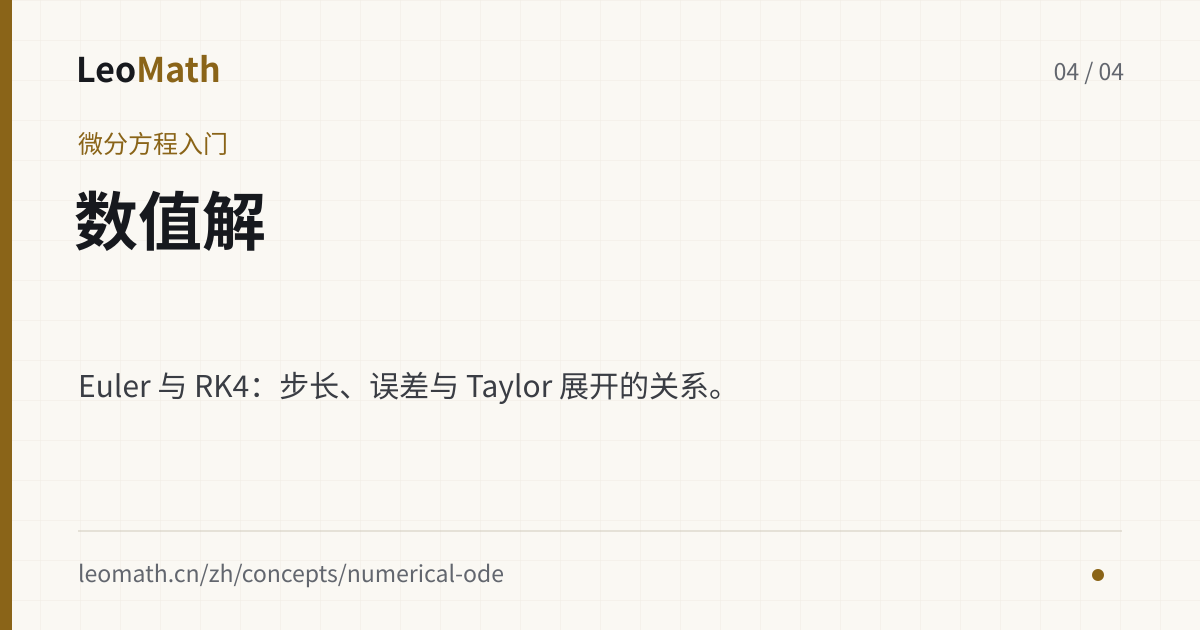 LeoMath
04 / 04
微分方程入门
数值解
Euler 与 RK4：步长、误差与 Taylor 展开的关系。
leomath.cn/zh/concepts/numerical-ode